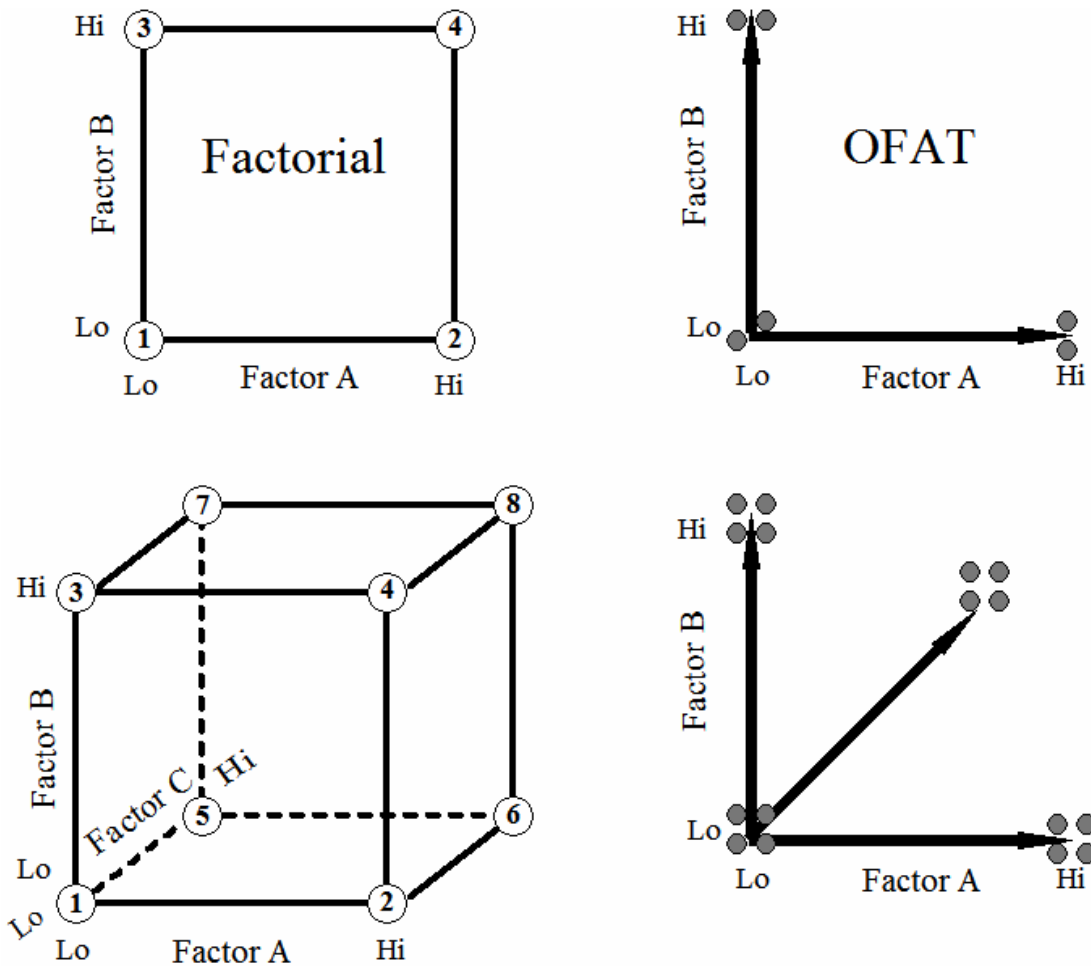 Hi
3
4
Factor B
Factorial
Lo
1
2
Lo
Factor A
Hi
Hi
Factor B
OFAT
Lo
Lo
Factor A
Hi
7
8
Hi
3
4
Factor B
Factor C
Hi
5
6
Lo
Lo
1
2
Lo
Factor A
Hi
Hi
Factor B
Lo
Lo
Factor A
Hi